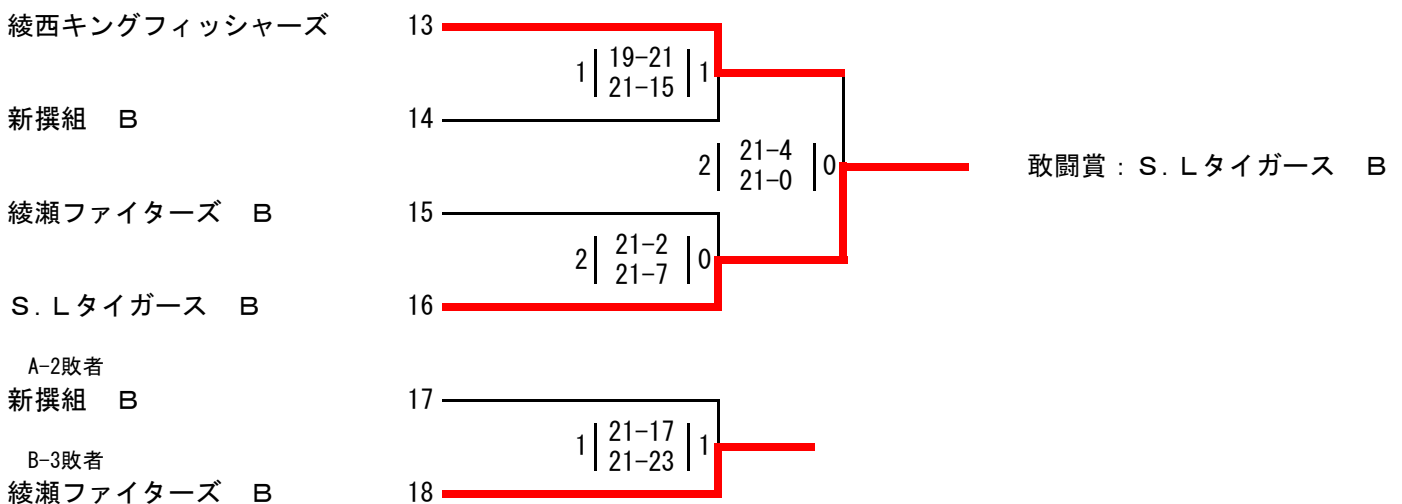 綾西キングフィッシャーズ 13
1 19-21 1
21-15
新撰組 B 14
2 21-4 0
21-0
敢闘賞：S．Lタイガース B
綾瀬ファイターズ B 15
2 21-2 0
21-7
S．Lタイガース B 16
A-2敗者
新撰組 B 17
1 21-17 1
21-23
B-3敗者
綾瀬ファイターズ B 18